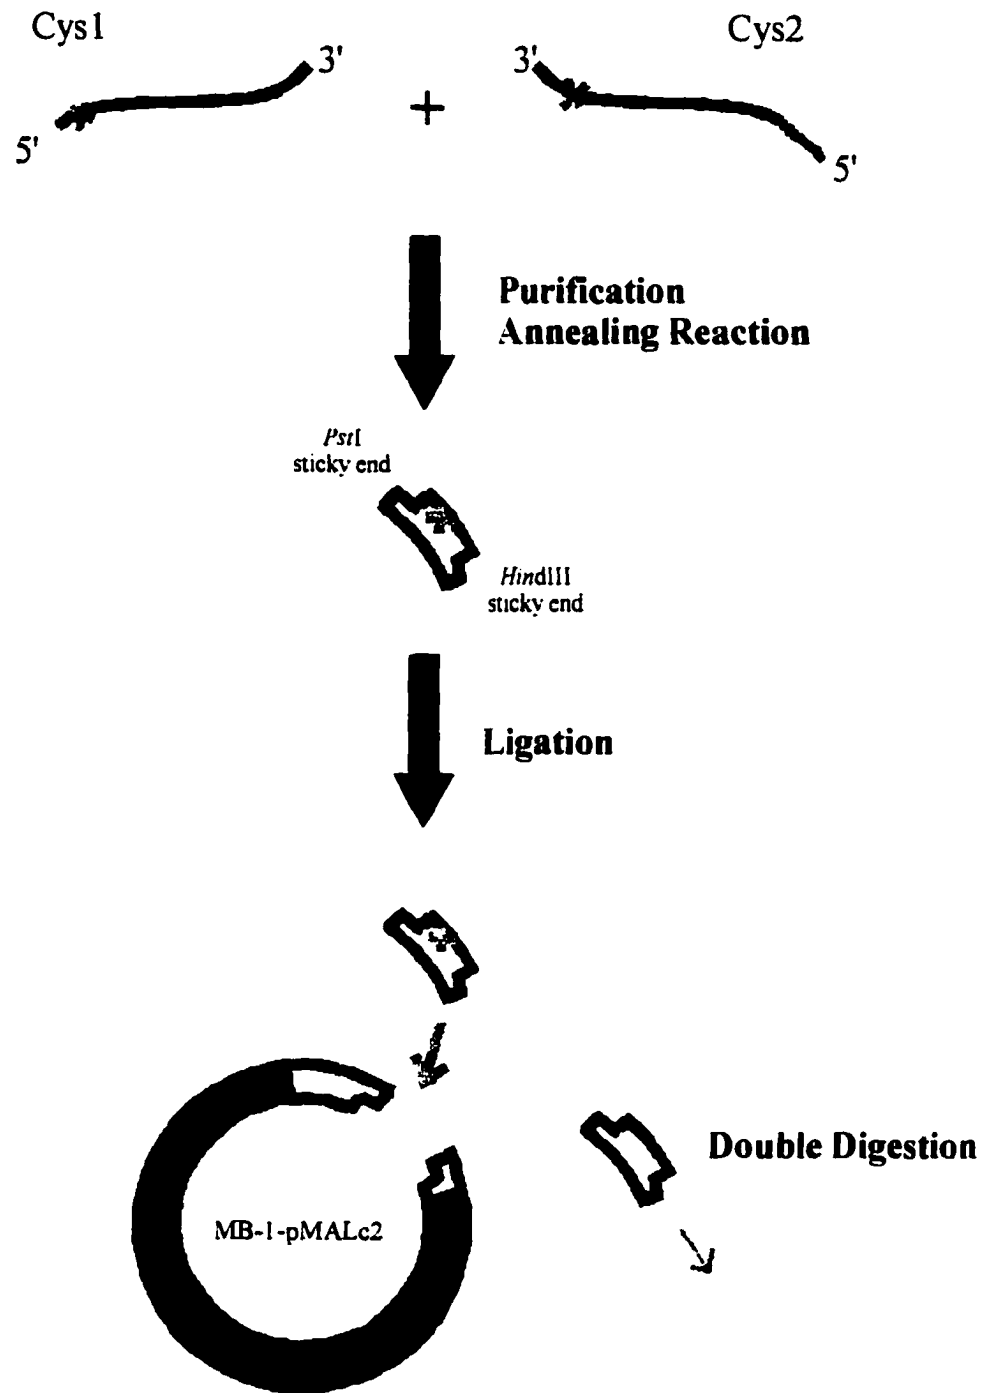 Cys1
Cys2
3'
3'
+
5'
5'
Purification
Annealing Reaction
PstI
sticky end
HindIII
sticky end
Ligation
Double Digestion
MB-1-pMALc2